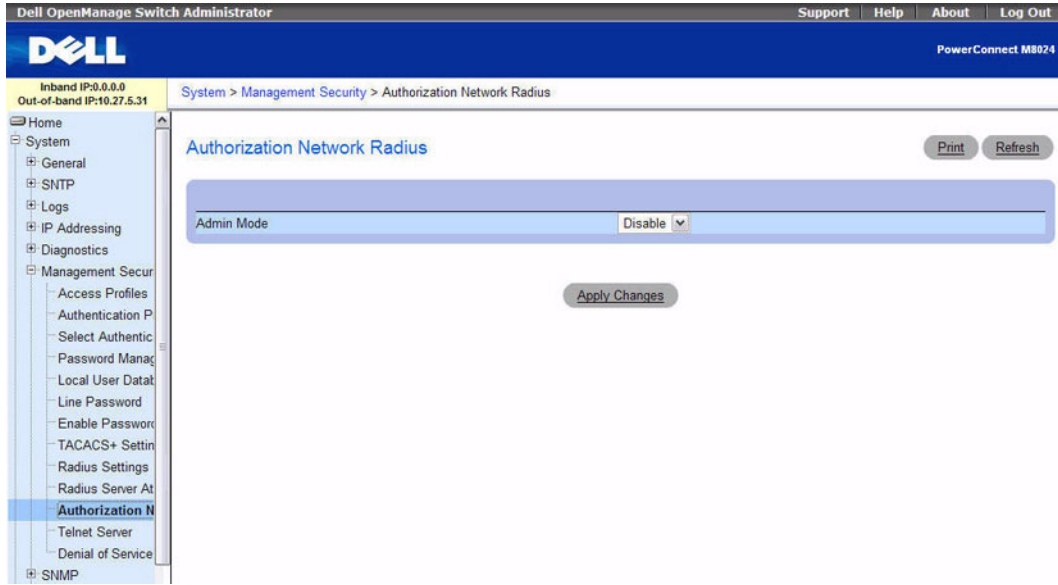 Dell OpenManage Switch Administrator
Support Help About Log Out
DELL
PowerConnect M8024
Inband IP:0.0.0.0
Out-of-band IP:10.27.5.31
System > Management Security > Authorization Network Radius
Home
System
General
SNTP
Logs
IP Addressing
Diagnostics
Management Secur
Access Profiles
Authentication P
Select Authentic
Password Manag
Local User Datab
Line Password
Enable Password
TACACS+ Settin
Radius Settings
Radius Server At
Authorization N
Telnet Server
Denial of Service
SNMP
Authorization Network Radius
Print Refresh
Admin Mode Disable
Apply Changes